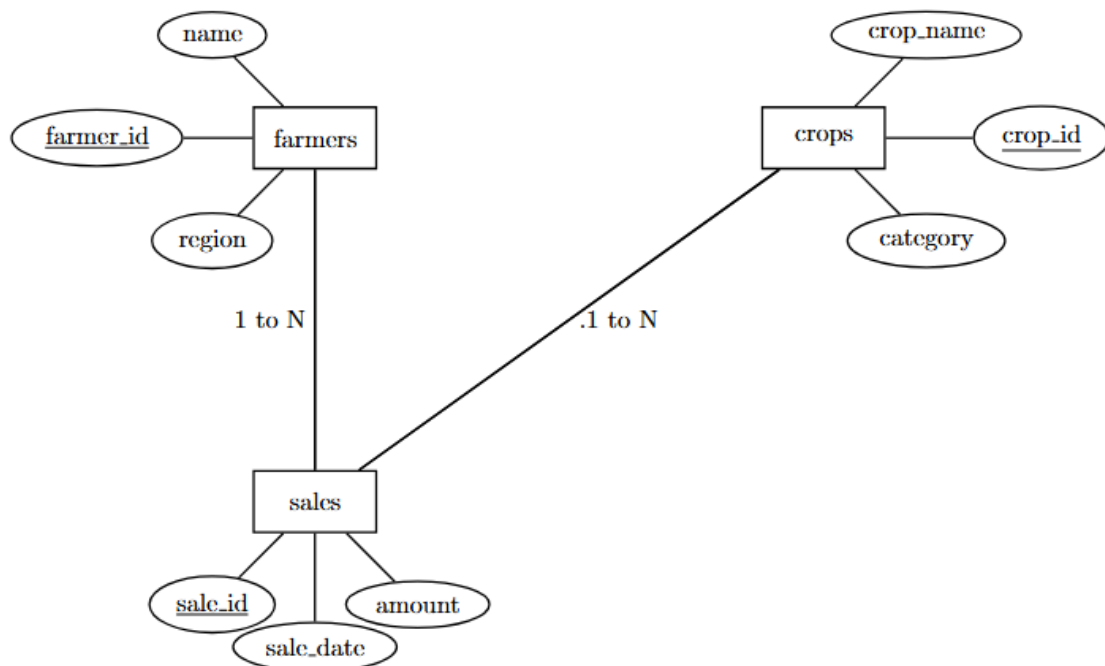 name
crop_name
farmer_id
farmers
crops
crop_id
region
category
1 to N
.1 to N
sales
sale_id
amount
sale_date